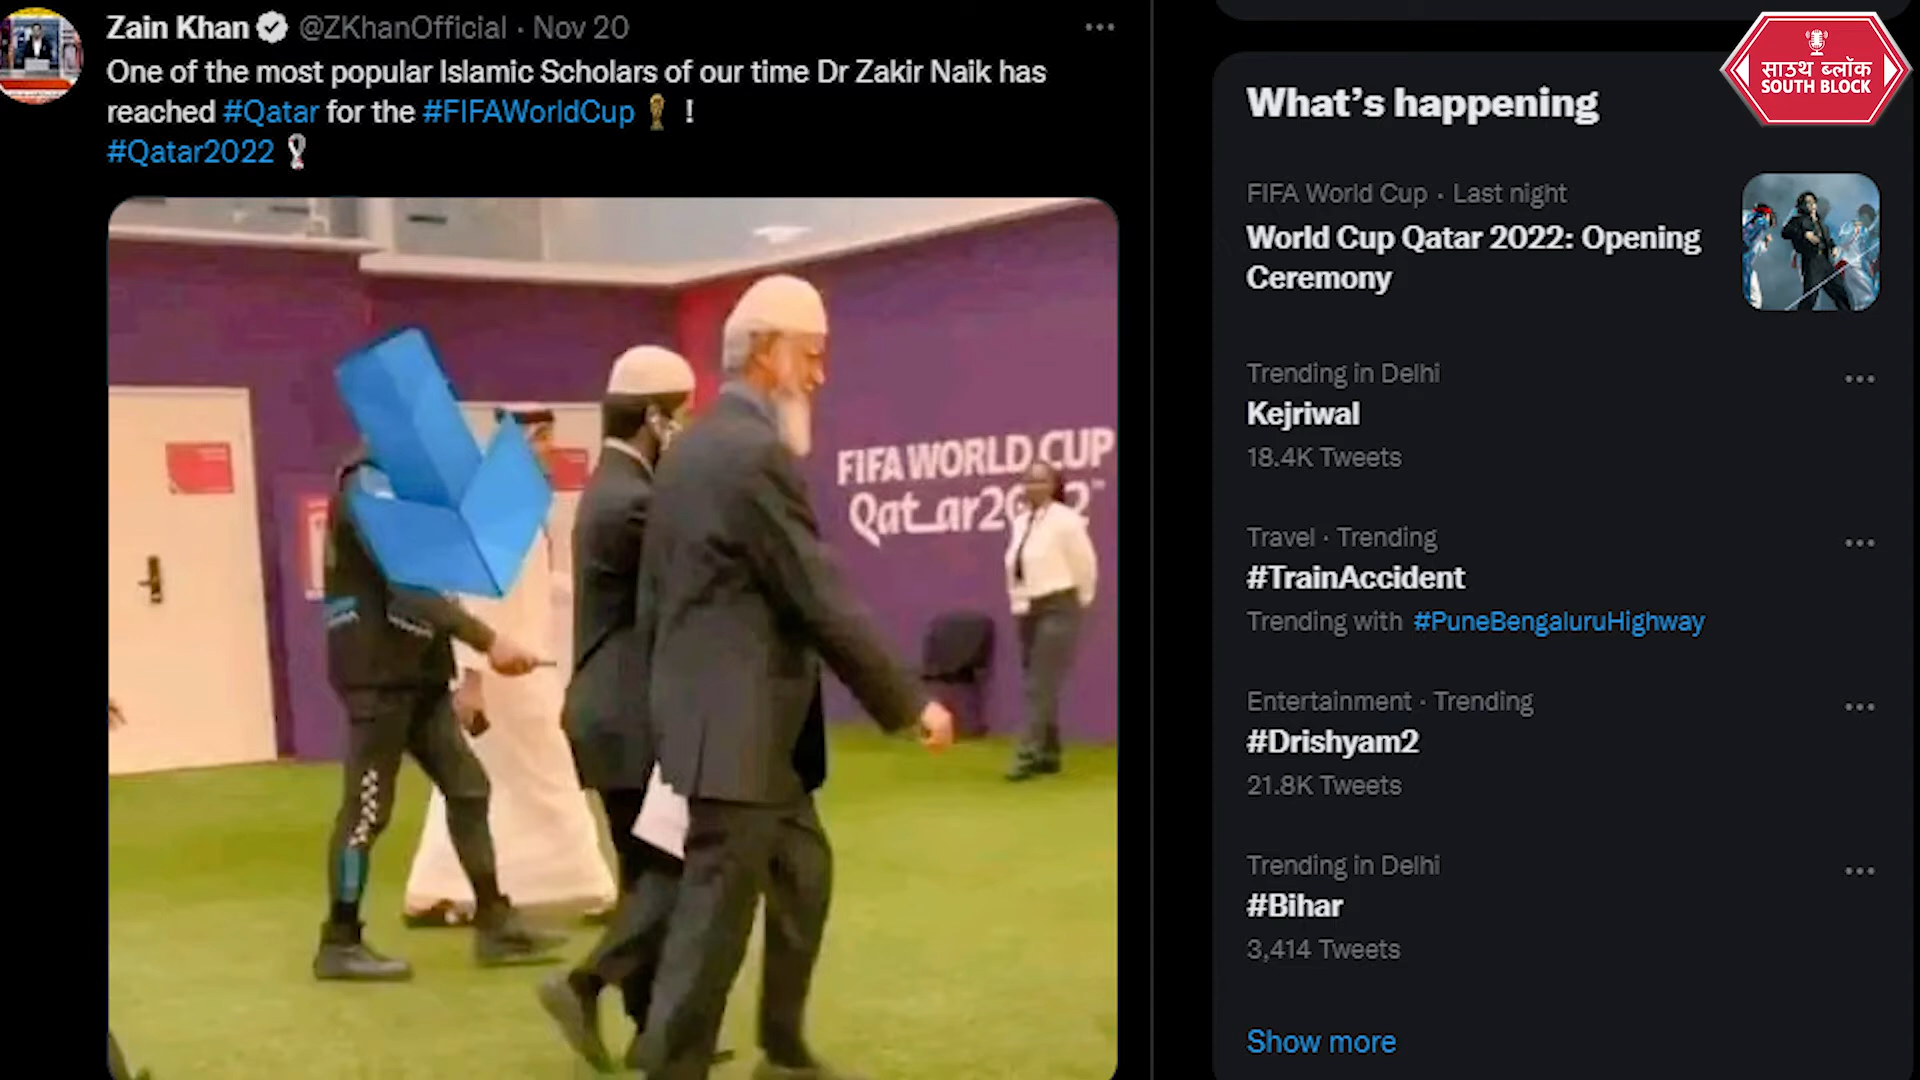 Zain Khan @ZKhanOfficial · Nov 20
One of the most popular Islamic Scholars of our time Dr Zakir Naik has
reached #Qatar for the #FIFAWorldCup !
#Qatar2022
FIFA WORLD CUP
Qatar2022
साउथ ब्लॉक
SOUTH BLOCK
What's happening
FIFA World Cup · Last night
World Cup Qatar 2022: Opening
Ceremony
Trending in Delhi
Kejriwal
18.4K Tweets
Travel · Trending
#TrainAccident
Trending with #PuneBengaluruHighway
Entertainment · Trending
#Drishyam2
21.8K Tweets
Trending in Delhi
#Bihar
3,414 Tweets
Show more